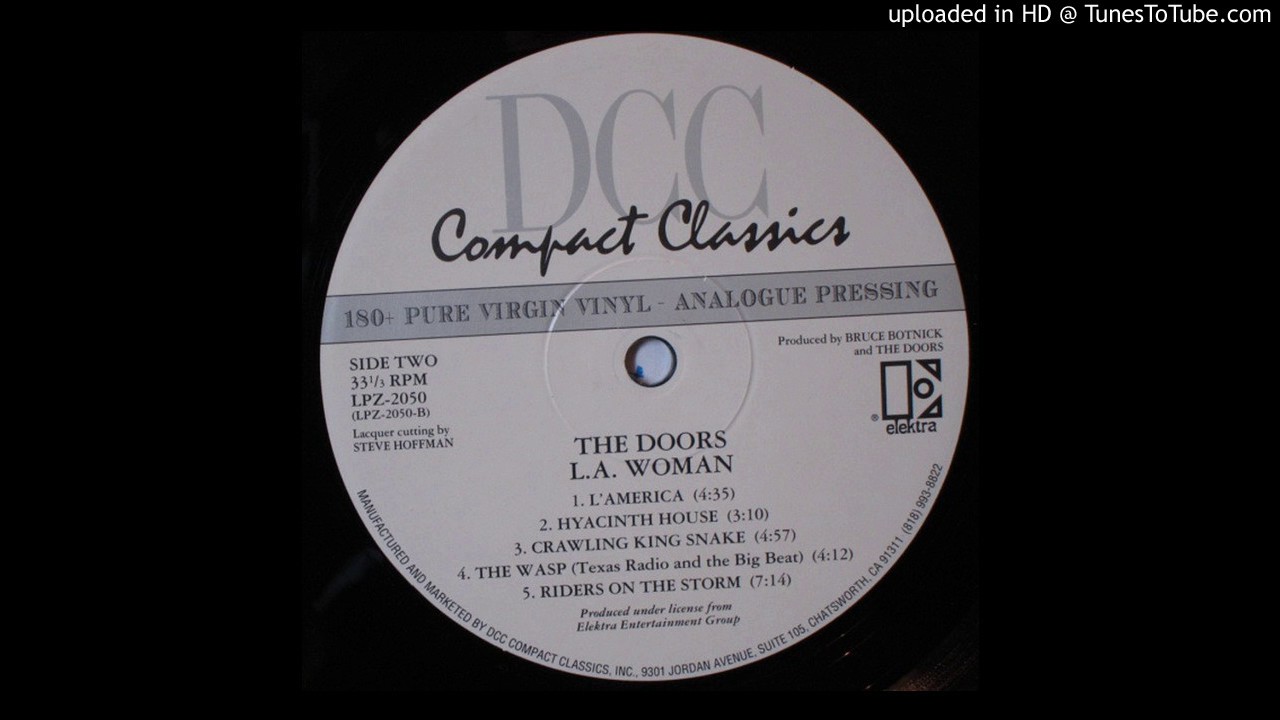 uploaded in HD @ TunesToTube.com
DCC
Compact Classics
180+ PURE VIRGIN VINYL - ANALOGUE PRESSING
SIDE TWO
33 1/3 RPM
LPZ-2050
(LPZ-2050-B)
Lacquer cutting by
STEVE HOFFMAN
Produced by BRUCE BOTNICK
and THE DOORS
® elektra
THE DOORS
L.A. WOMAN
1. L'AMERICA (4:35)
2. HYACINTH HOUSE (3:10)
3. CRAWLING KING SNAKE (4:57)
4. THE WASP (Texas Radio and the Big Beat) (4:12)
5. RIDERS ON THE STORM (7:14)
Produced under license from
Elektra Entertainment Group
MANUFACTURED AND MARKETED BY DCC COMPACT CLASSICS, INC., 9301 JORDAN AVENUE, SUITE 105, CHATSWORTH, CA 91311 (818) 993-8822